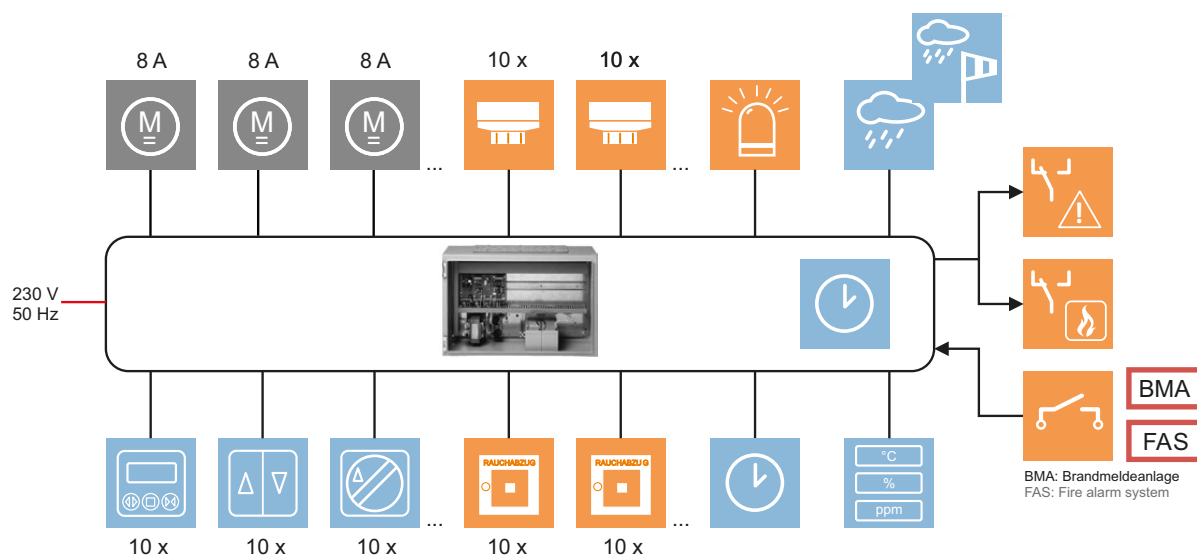 8 A
8 A
8 A
10 x
10 x
M
M
M
...
...
230 V
50 Hz
BMA
FAS
BMA: Brandmeldeanlage
FAS: Fire alarm system
RAUCHABZUG
RAUCHABZUG
°C
%
ppm
...
...
10 x
10 x
10 x
10 x
10 x